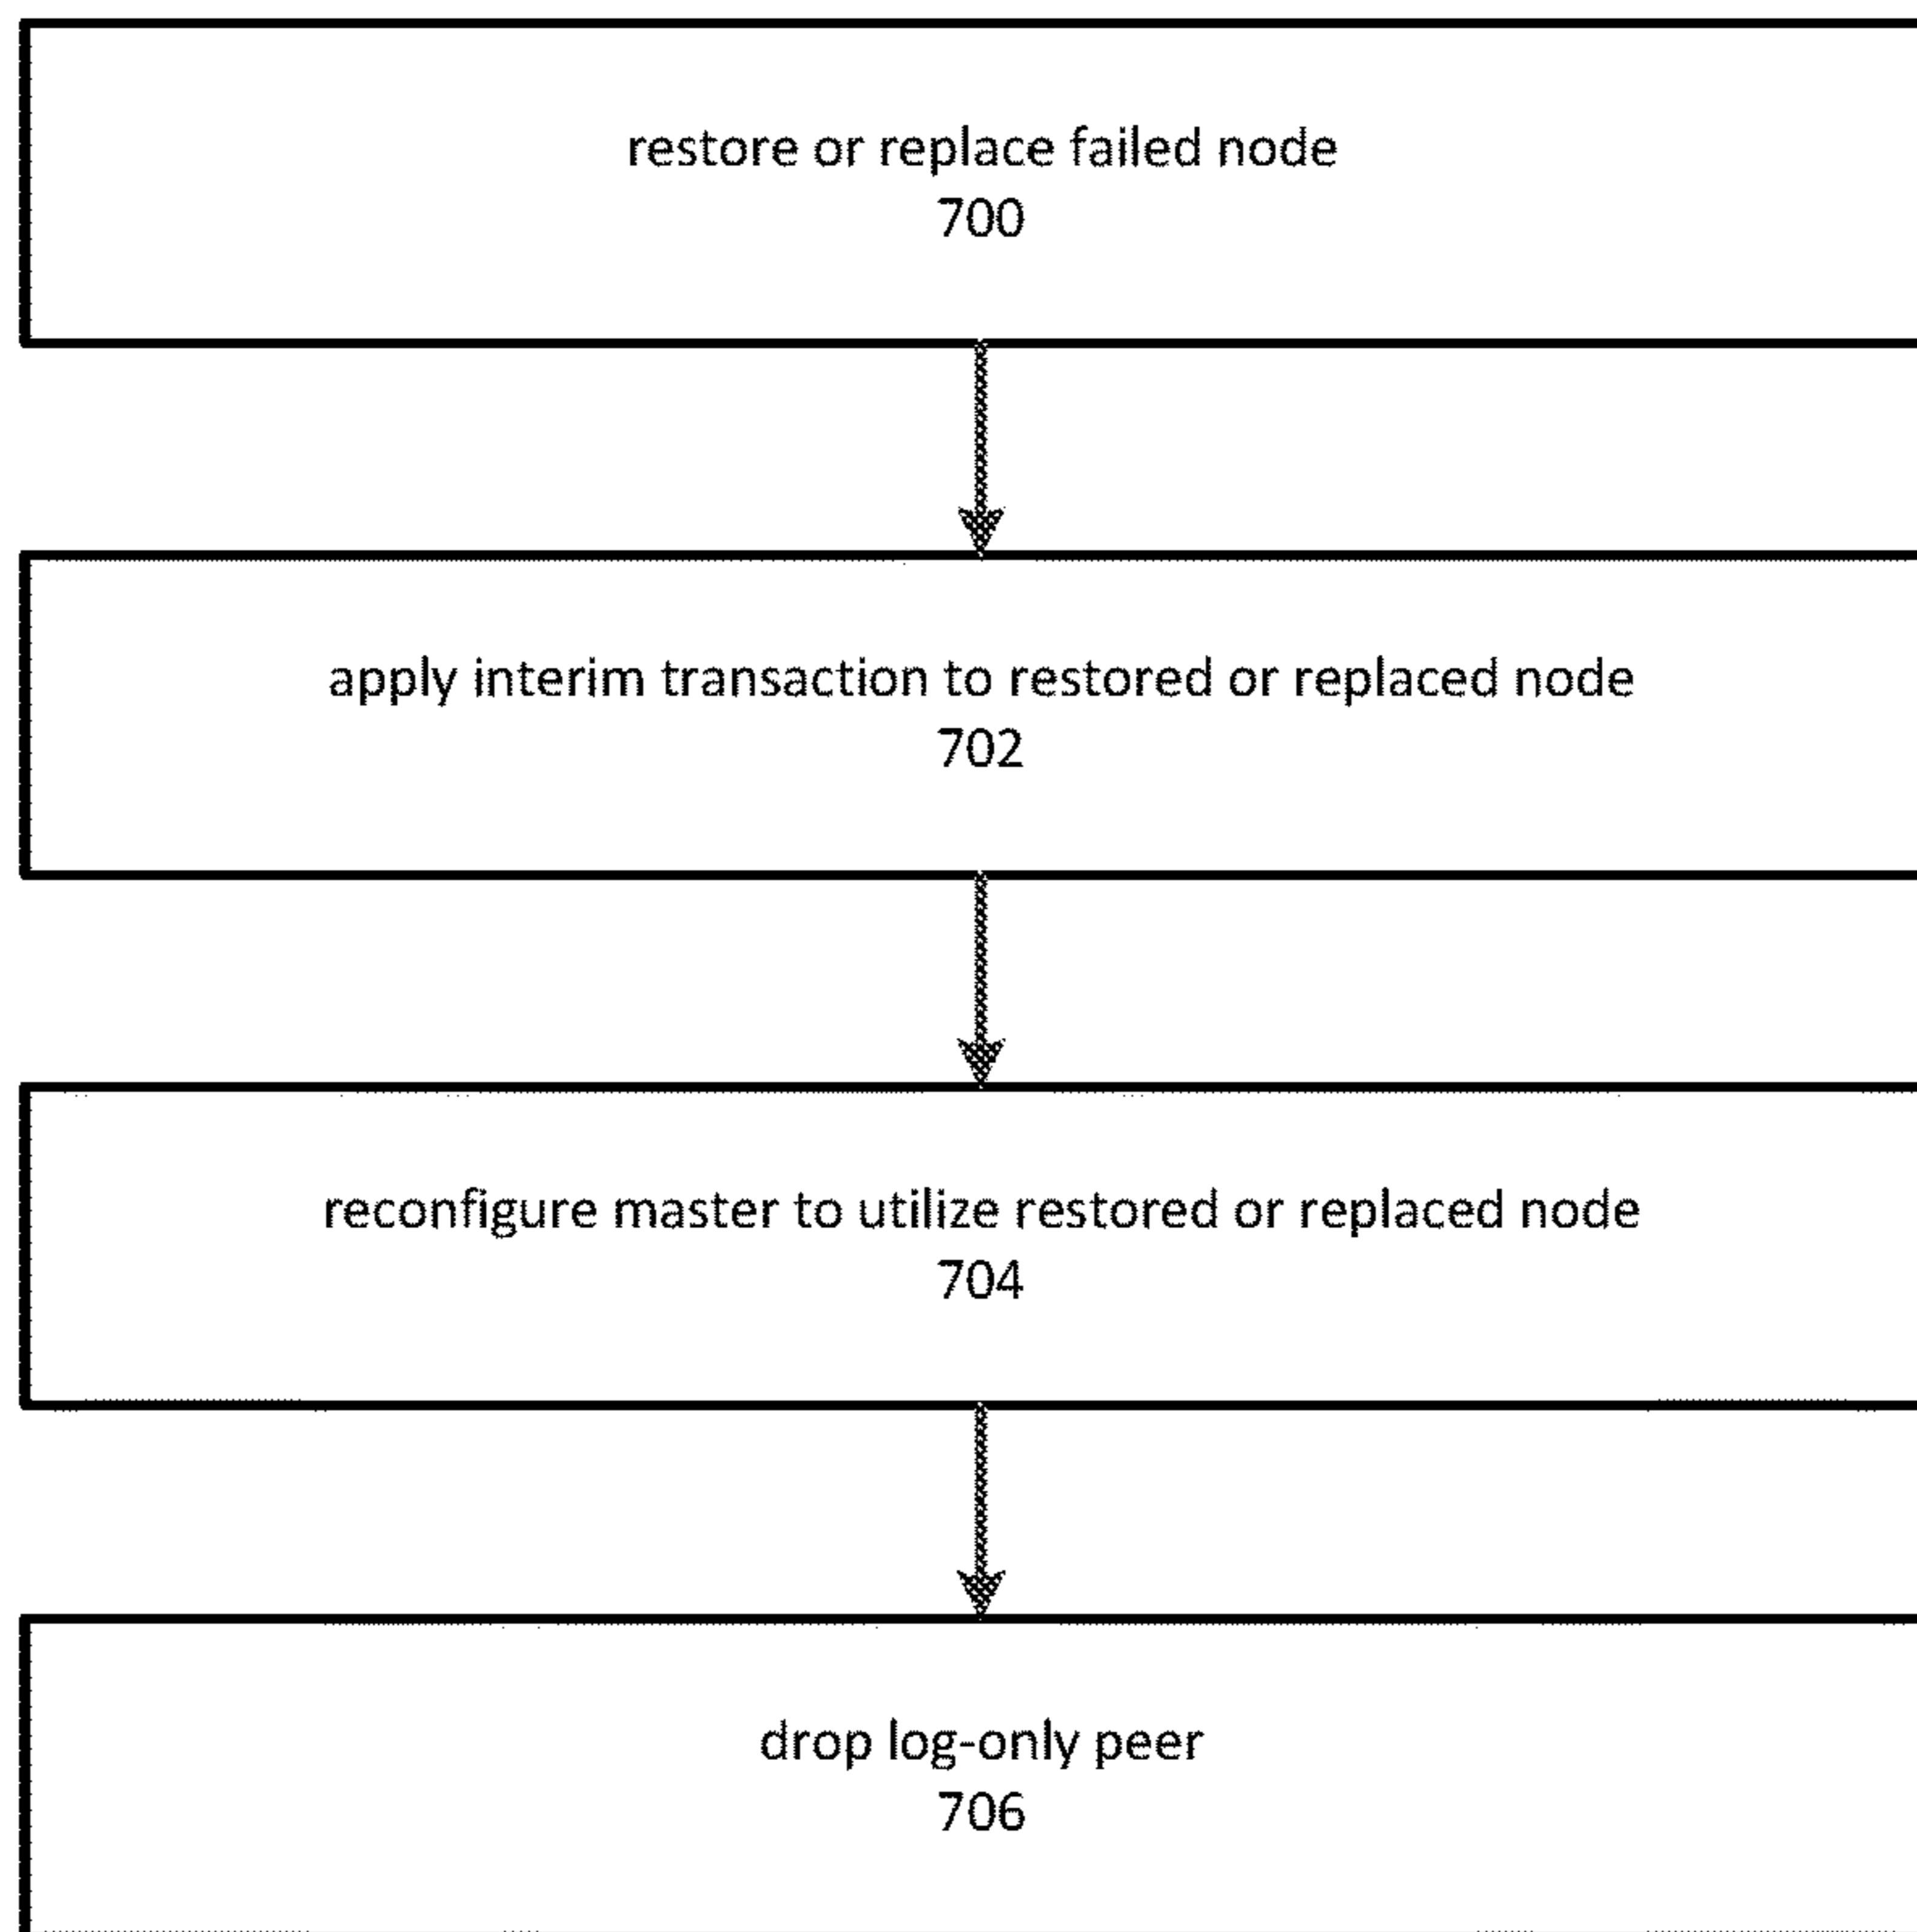 restore or replace failed node
700
apply interim transaction to restored or replaced node
702
reconfigure master to utilize restored or replaced node
704
drop log-only peer
706